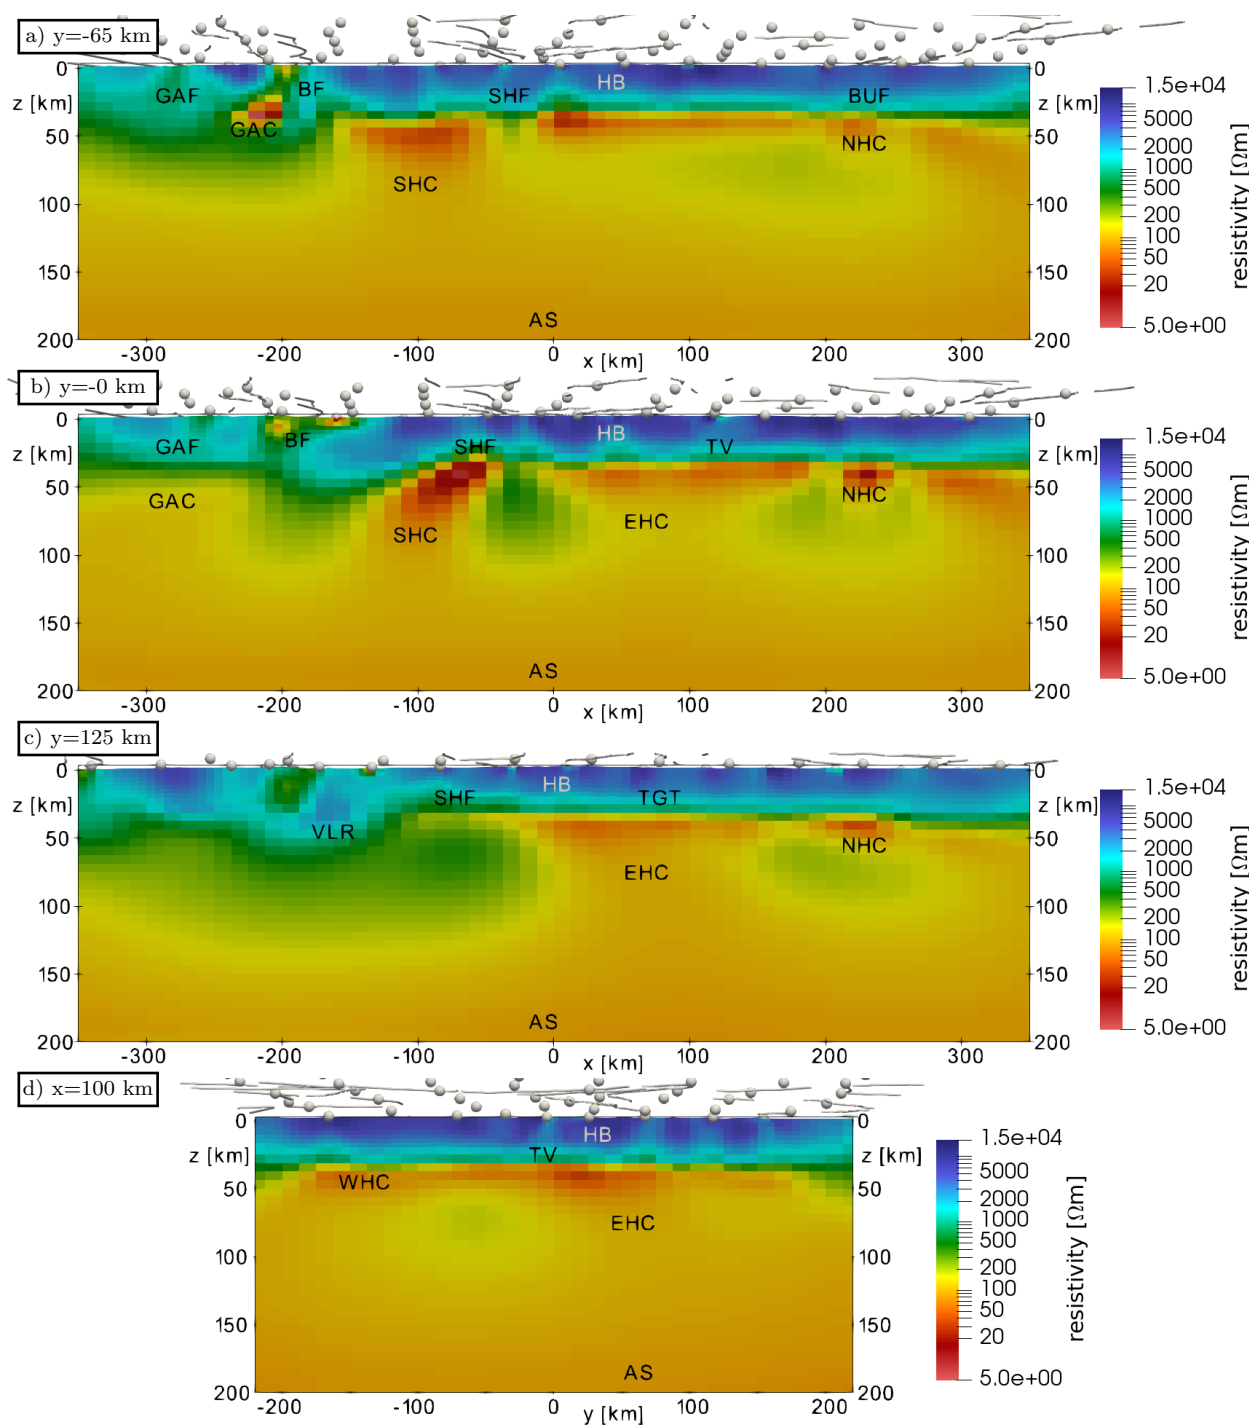 a) y=-65 km
0 GAF BF SHF HB BUF 0
z [km] z [km]
50 GAC NHC 50
SHC
100 100
150 150
AS
200 200
-300 -200 -100 0 100 200 300
x [km]
1.5e+04
5000
2000
1000
500
200
100
50
20
5.0e+00
resistivity [Ωm]
b) y=-0 km
0 GAF BF SHF HB TV 0
z [km] z [km]
50 GAC NHC 50
SHC EHC
100 100
150 150
AS
200 200
-300 -200 -100 0 100 200 300
x [km]
1.5e+04
5000
2000
1000
500
200
100
50
20
5.0e+00
resistivity [Ωm]
c) y=125 km
0 HB 0
z [km] SHF TGT z [km]
50 VLR NHC 50
EHC
100 100
150 150
AS
200 200
-300 -200 -100 0 100 200 300
x [km]
1.5e+04
5000
2000
1000
500
200
100
50
20
5.0e+00
resistivity [Ωm]
d) x=100 km
0 HB 0
z [km] TV z [km]
50 WHC 50
EHC
100 100
150 150
AS
200 200
-200 -100 0 100 200
y [km]
1.5e+04
5000
2000
1000
500
200
100
50
20
5.0e+00
resistivity [Ωm]